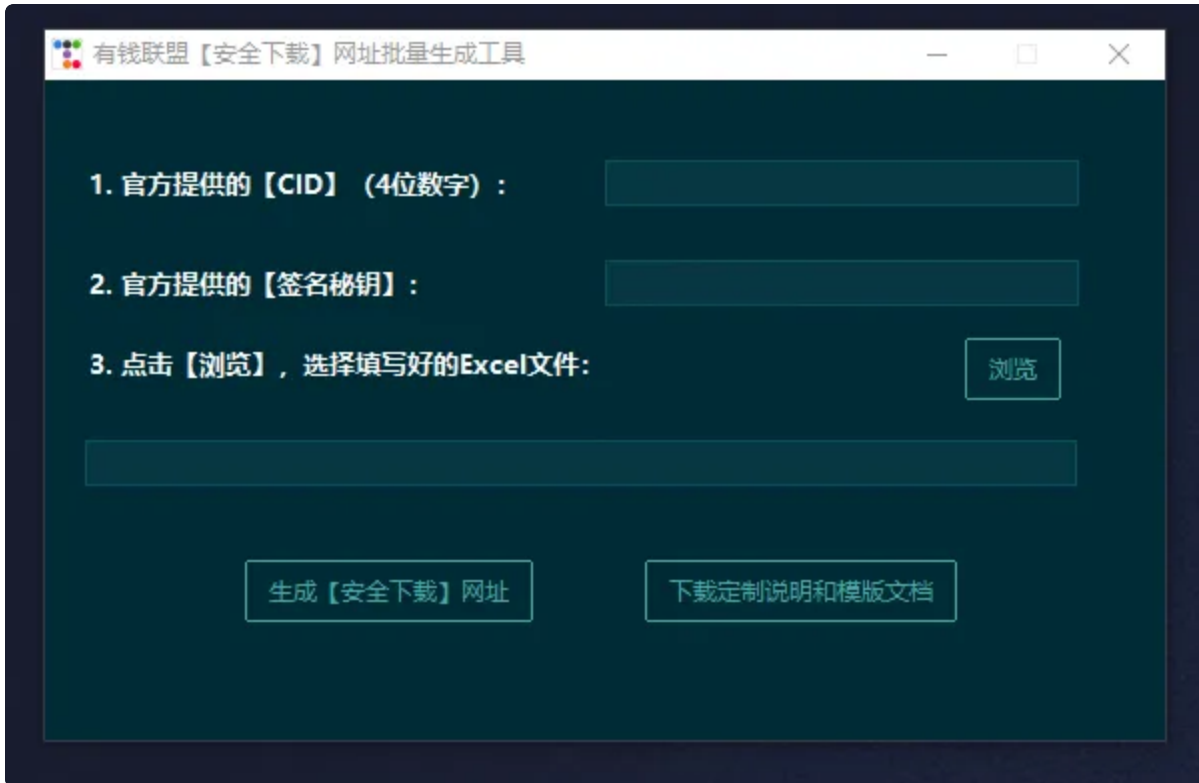 有钱联盟【安全下载】网址批量生成工具
1. 官方提供的【CID】（4位数字）：
2. 官方提供的【签名秘钥】：
3. 点击【浏览】，选择填写好的Excel文件：
浏览
生成【安全下载】网址
下载定制说明和模版文档